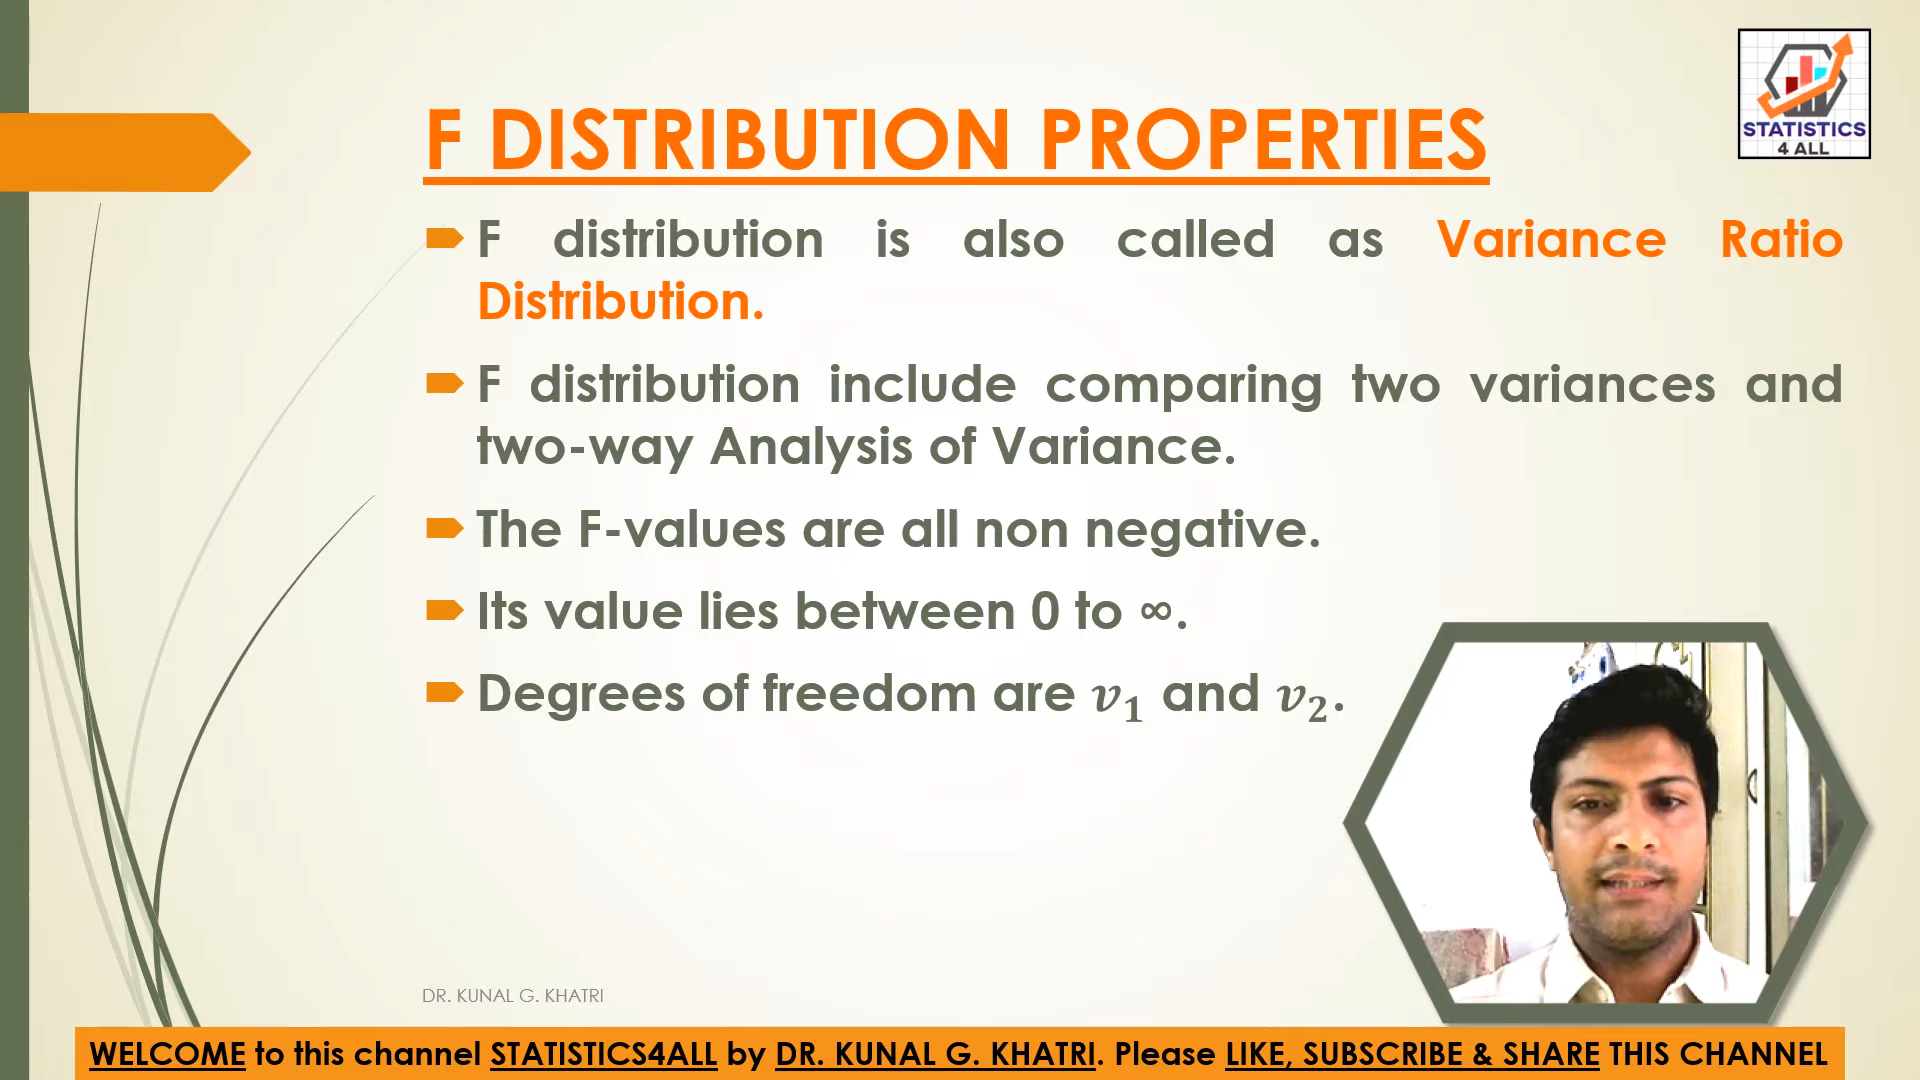 F DISTRIBUTION PROPERTIES
STATISTICS
4 ALL
F distribution is also called as Variance Ratio
Distribution.
F distribution include comparing two variances and
two-way Analysis of Variance.
The F-values are all non negative.
Its value lies between 0 to ∞.
Degrees of freedom are 𝒗₁ and 𝒗₂.
DR. KUNAL G. KHATRI
WELCOME to this channel STATISTICS4ALL by DR. KUNAL G. KHATRI. Please LIKE, SUBSCRIBE & SHARE THIS CHANNEL